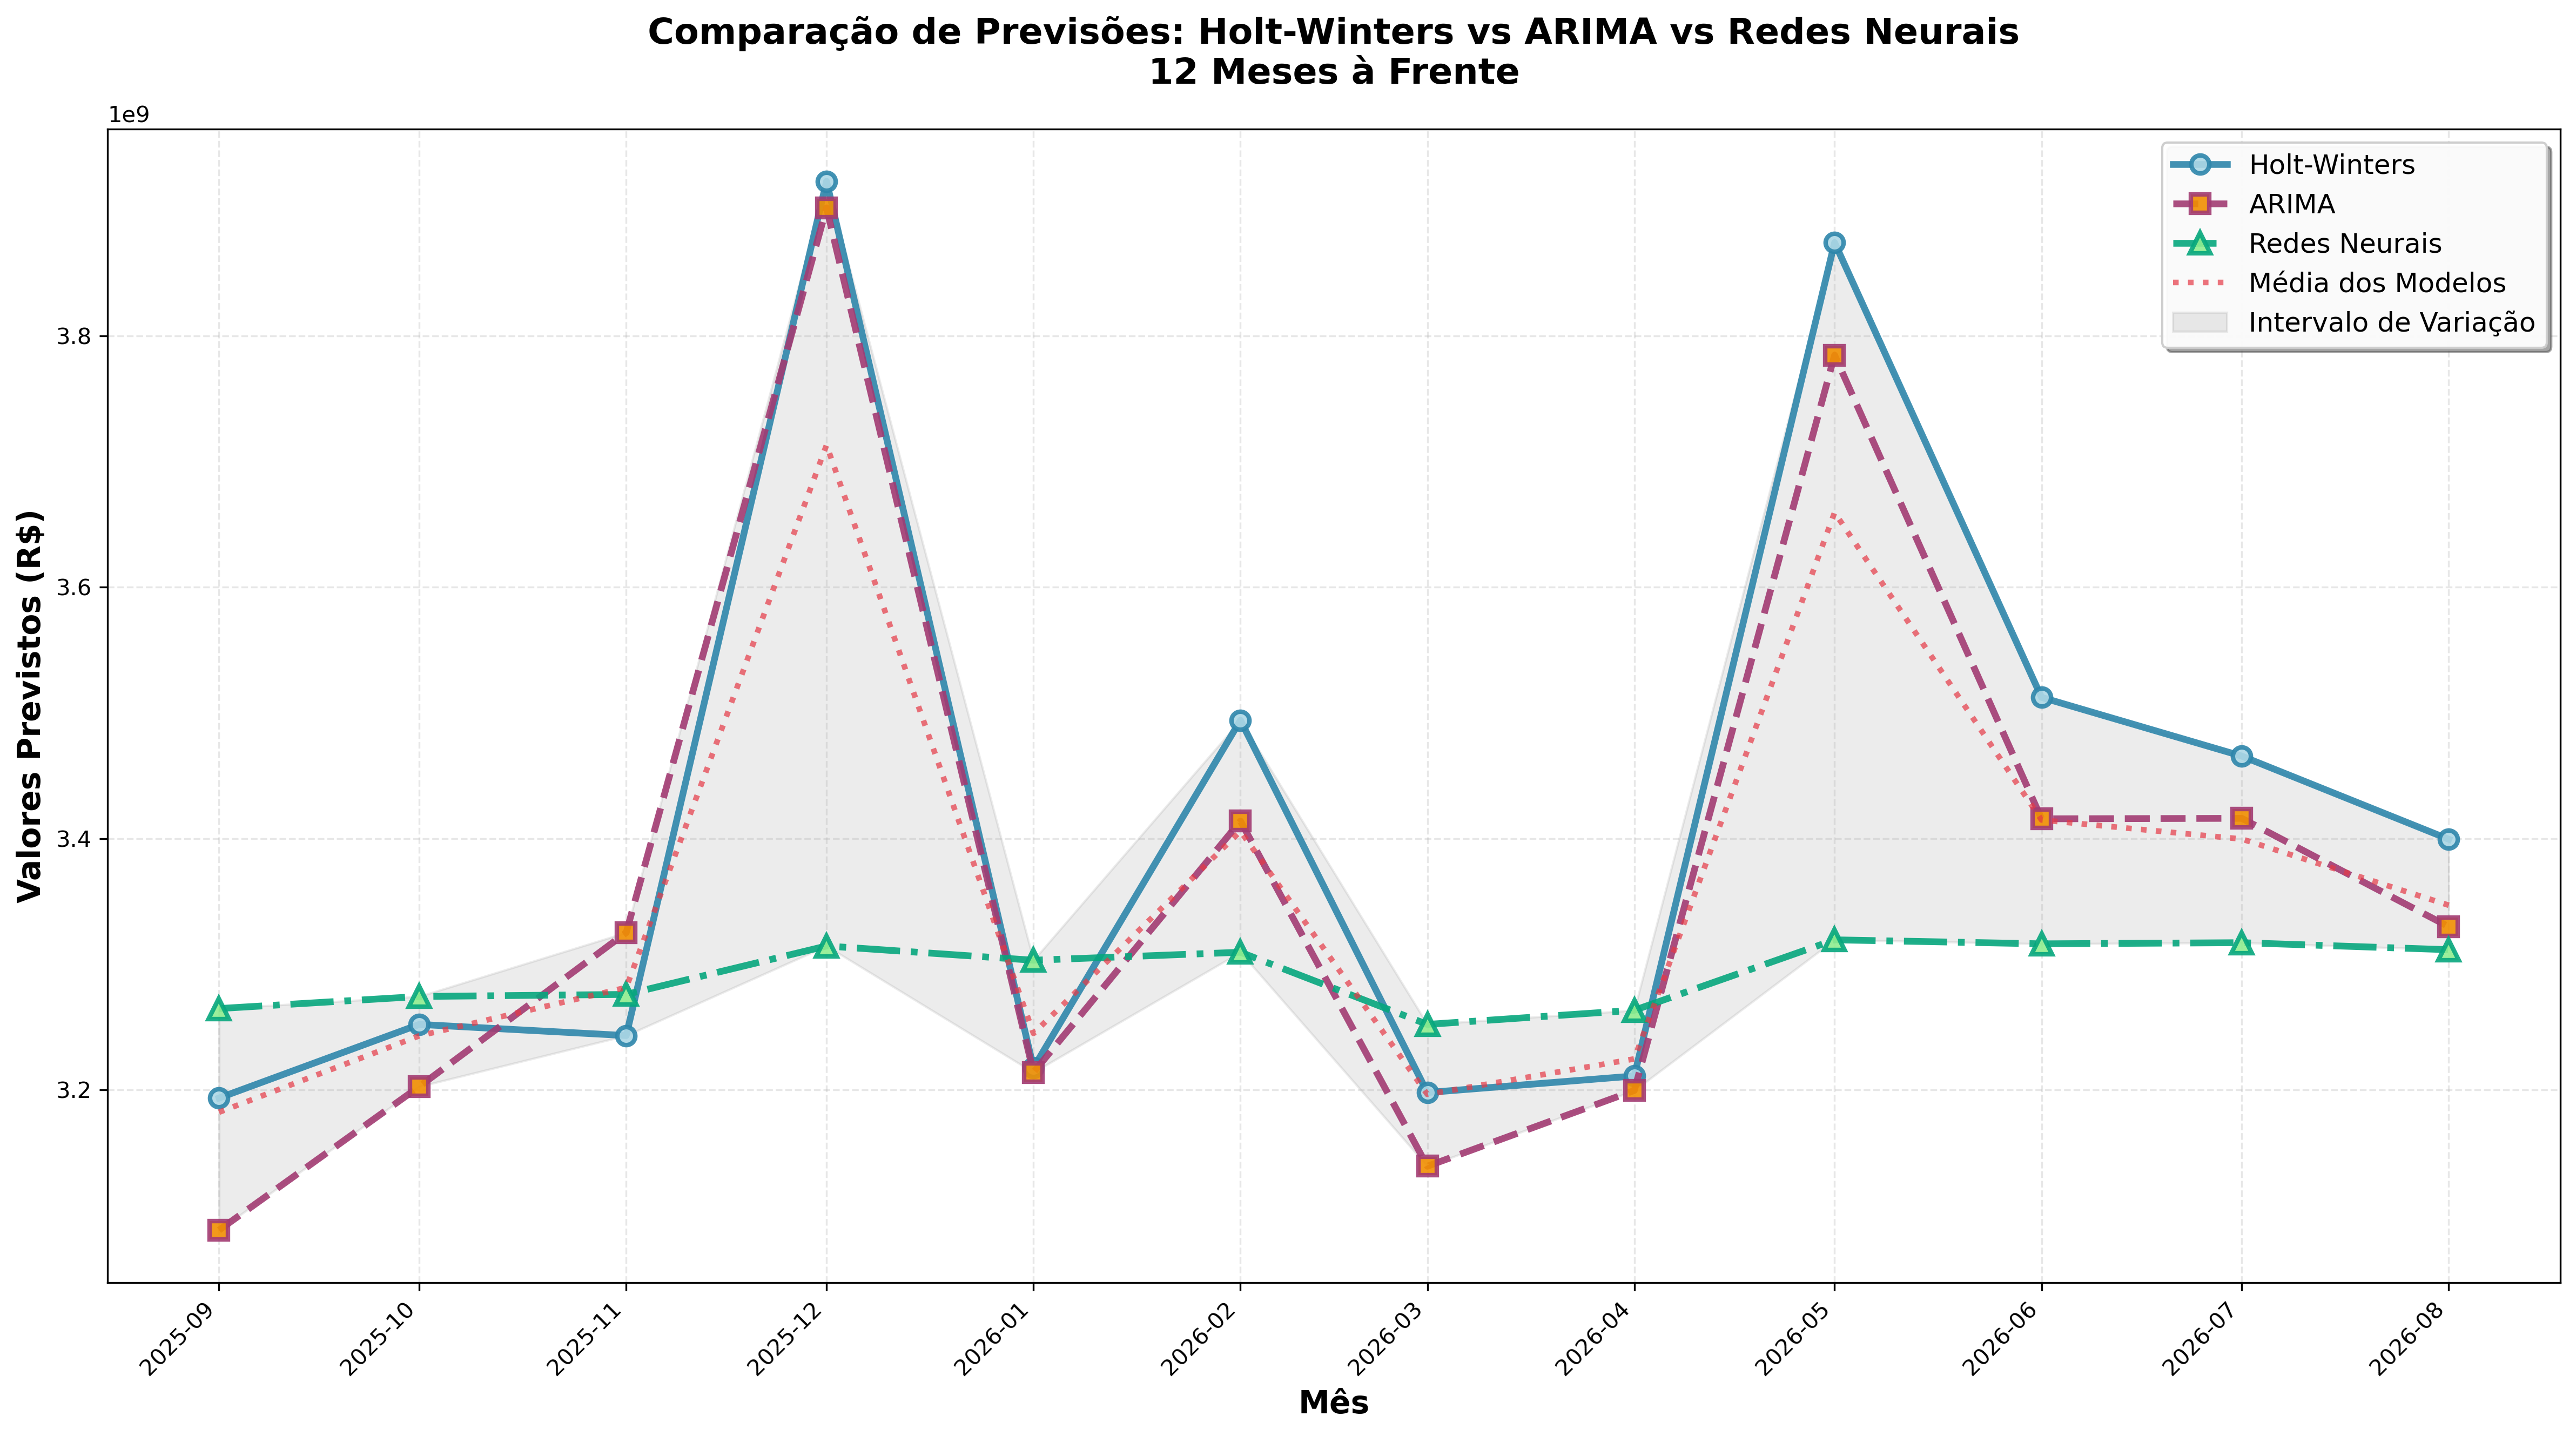 Comparação de Previsões: Holt-Winters vs ARIMA vs Redes Neurais
12 Meses à Frente
1e9
Holt-Winters
ARIMA
Redes Neurais
Média dos Modelos
Intervalo de Variação
Valores Previstos (R$)
3.8
3.6
3.4
3.2
2025-09
2025-10
2025-11
2025-12
2026-01
2026-02
2026-03
2026-04
2026-05
2026-06
2026-07
2026-08
Mês